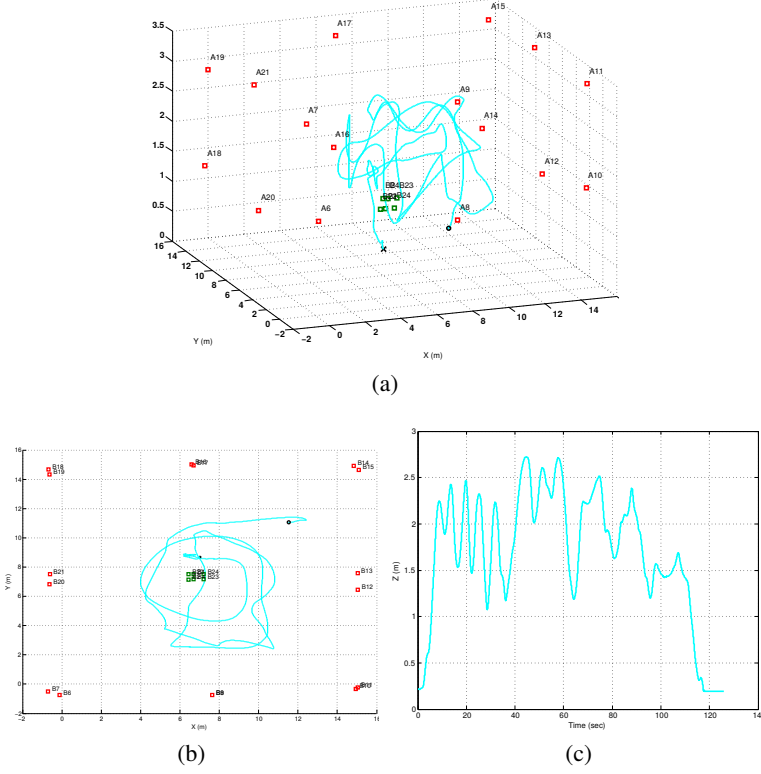 3.5
3
2.5
2
1.5
1
0.5
0
A15
A17
A13
A19
A21
A11
A9
A7
A14
A16
A18
A12
A10
B23
B24
A20
A6
A8
16
14
12
10
8
6
4
2
0
−2
−2
0
2
4
6
8
10
12
14
Y (m)
X (m)
(a)
16
14
12
10
8
6
4
2
0
−2
B18
B19
B17
B14
B15
B21
B20
B24
B23
B13
B12
B7
B6
0
2
4
6
8
10
12
14
16
Y (m)
X (m)
(b)
3
2.5
2
1.5
1
0.5
0
0
20
40
60
80
100
120
14
Z (m)
Time (sec)
(c)